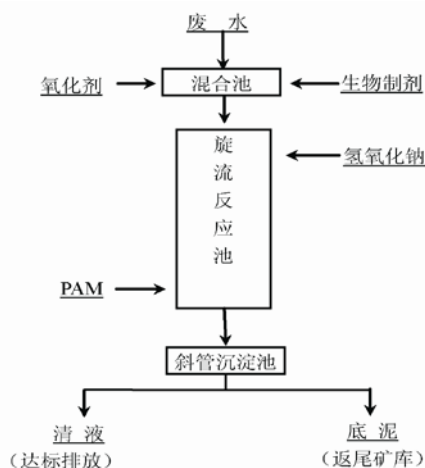 废 水
氧化剂
混合池
生物制剂
旋
流
反
应
池
氢氧化钠
PAM
斜管沉淀池
清 液
（达标排放）
底 泥
（返尾矿库）